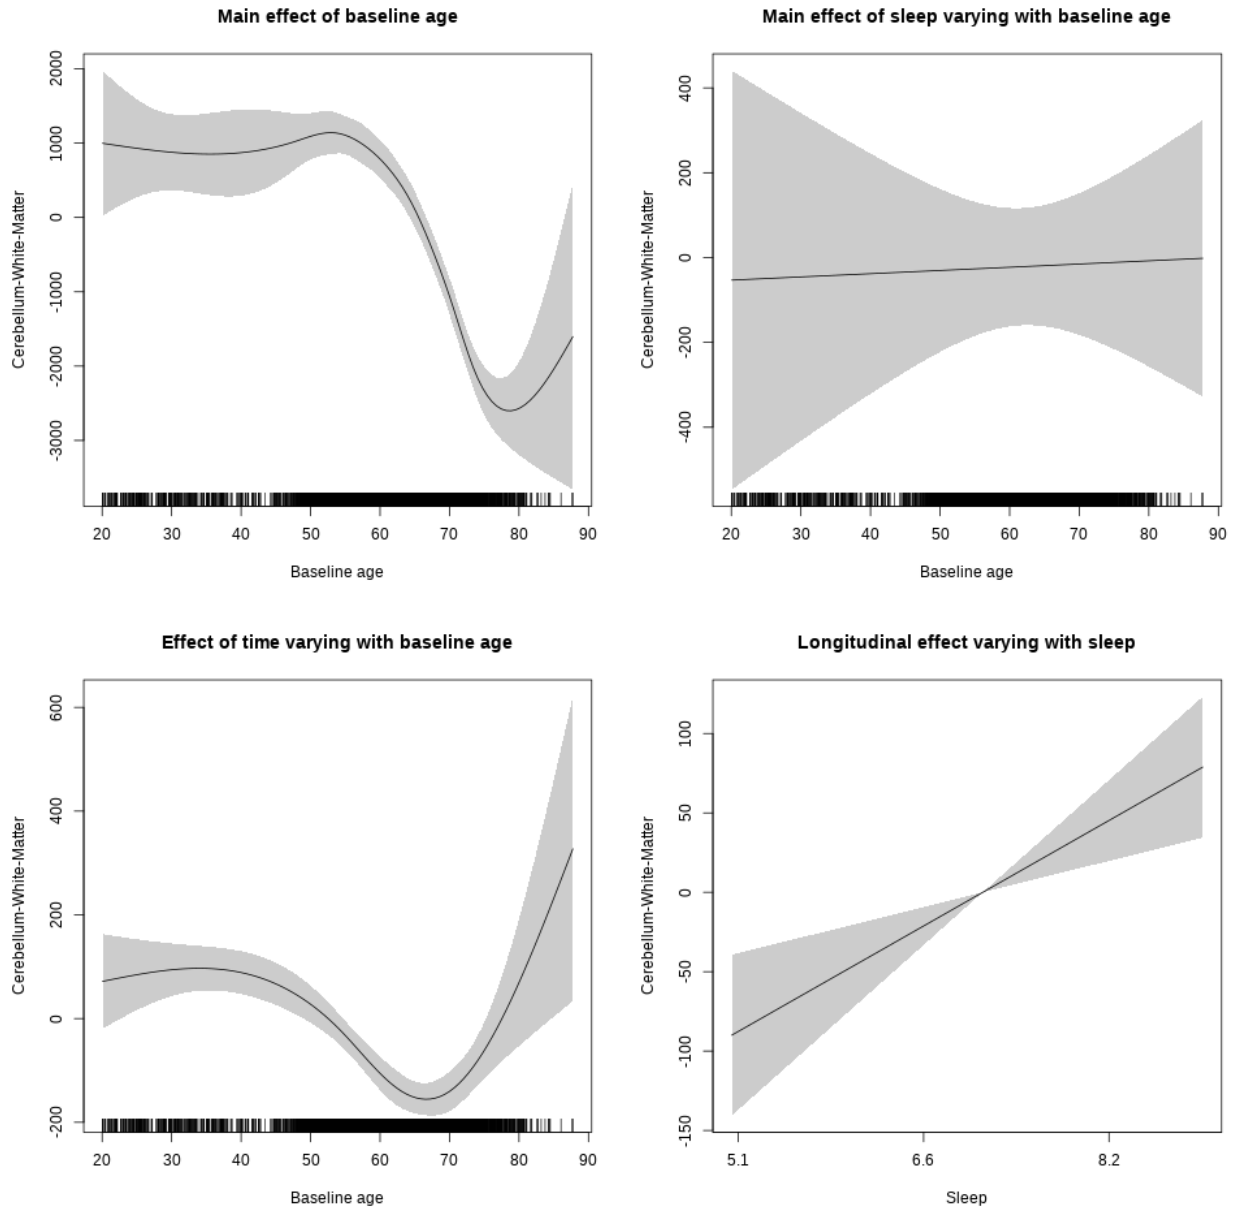 Main effect of baseline age
Cerebellum-White-Matter
2000
1000
0
-1000
-2000
-3000
20 30 40 50 60 70 80 90
Baseline age
Main effect of sleep varying with baseline age
Cerebellum-White-Matter
400
200
0
-200
-400
20 30 40 50 60 70 80 90
Baseline age
Effect of time varying with baseline age
Cerebellum-White-Matter
600
400
200
0
-200
20 30 40 50 60 70 80 90
Baseline age
Longitudinal effect varying with sleep
Cerebellum-White-Matter
100
50
0
-50
-100
-150
5.1 6.6 8.2
Sleep